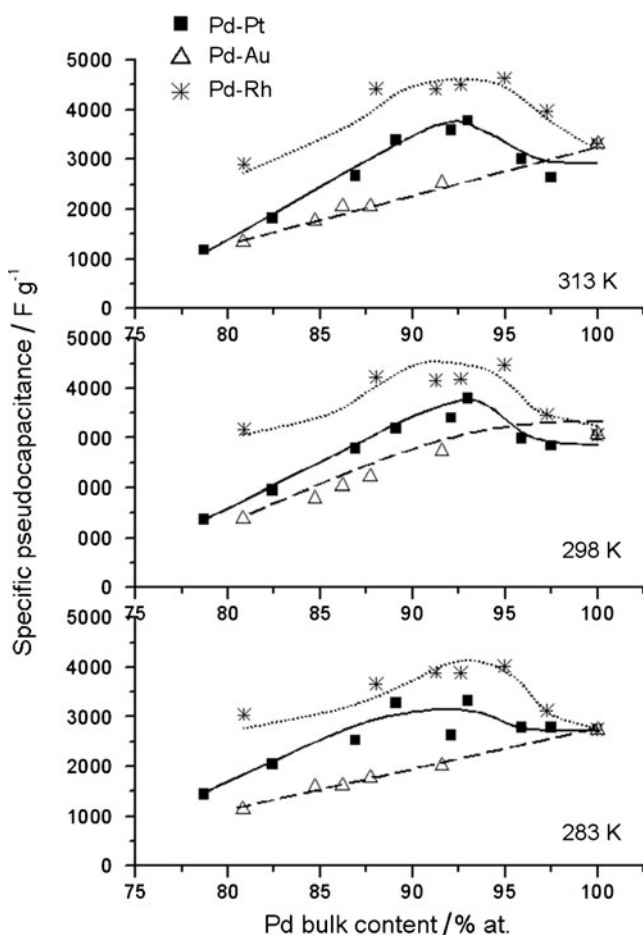 Pd-Pt
Pd-Au
Pd-Rh
5000
4000
3000
2000
1000
0
75 80 85 90 95 100
313 K
5000
4000
000
000
000
0
75 80 85 90 95 100
298 K
5000
4000
3000
2000
1000
0
75 80 85 90 95 100
283 K
Specific pseudocapacitance / F g⁻¹
Pd bulk content / % at.